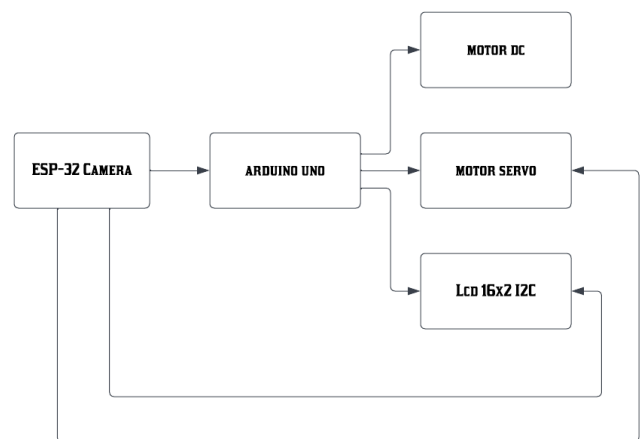 MOTOR DC
ESP-32 CAMERA
ARDUINO UNO
MOTOR SERVO
LCD 16X2 I2C